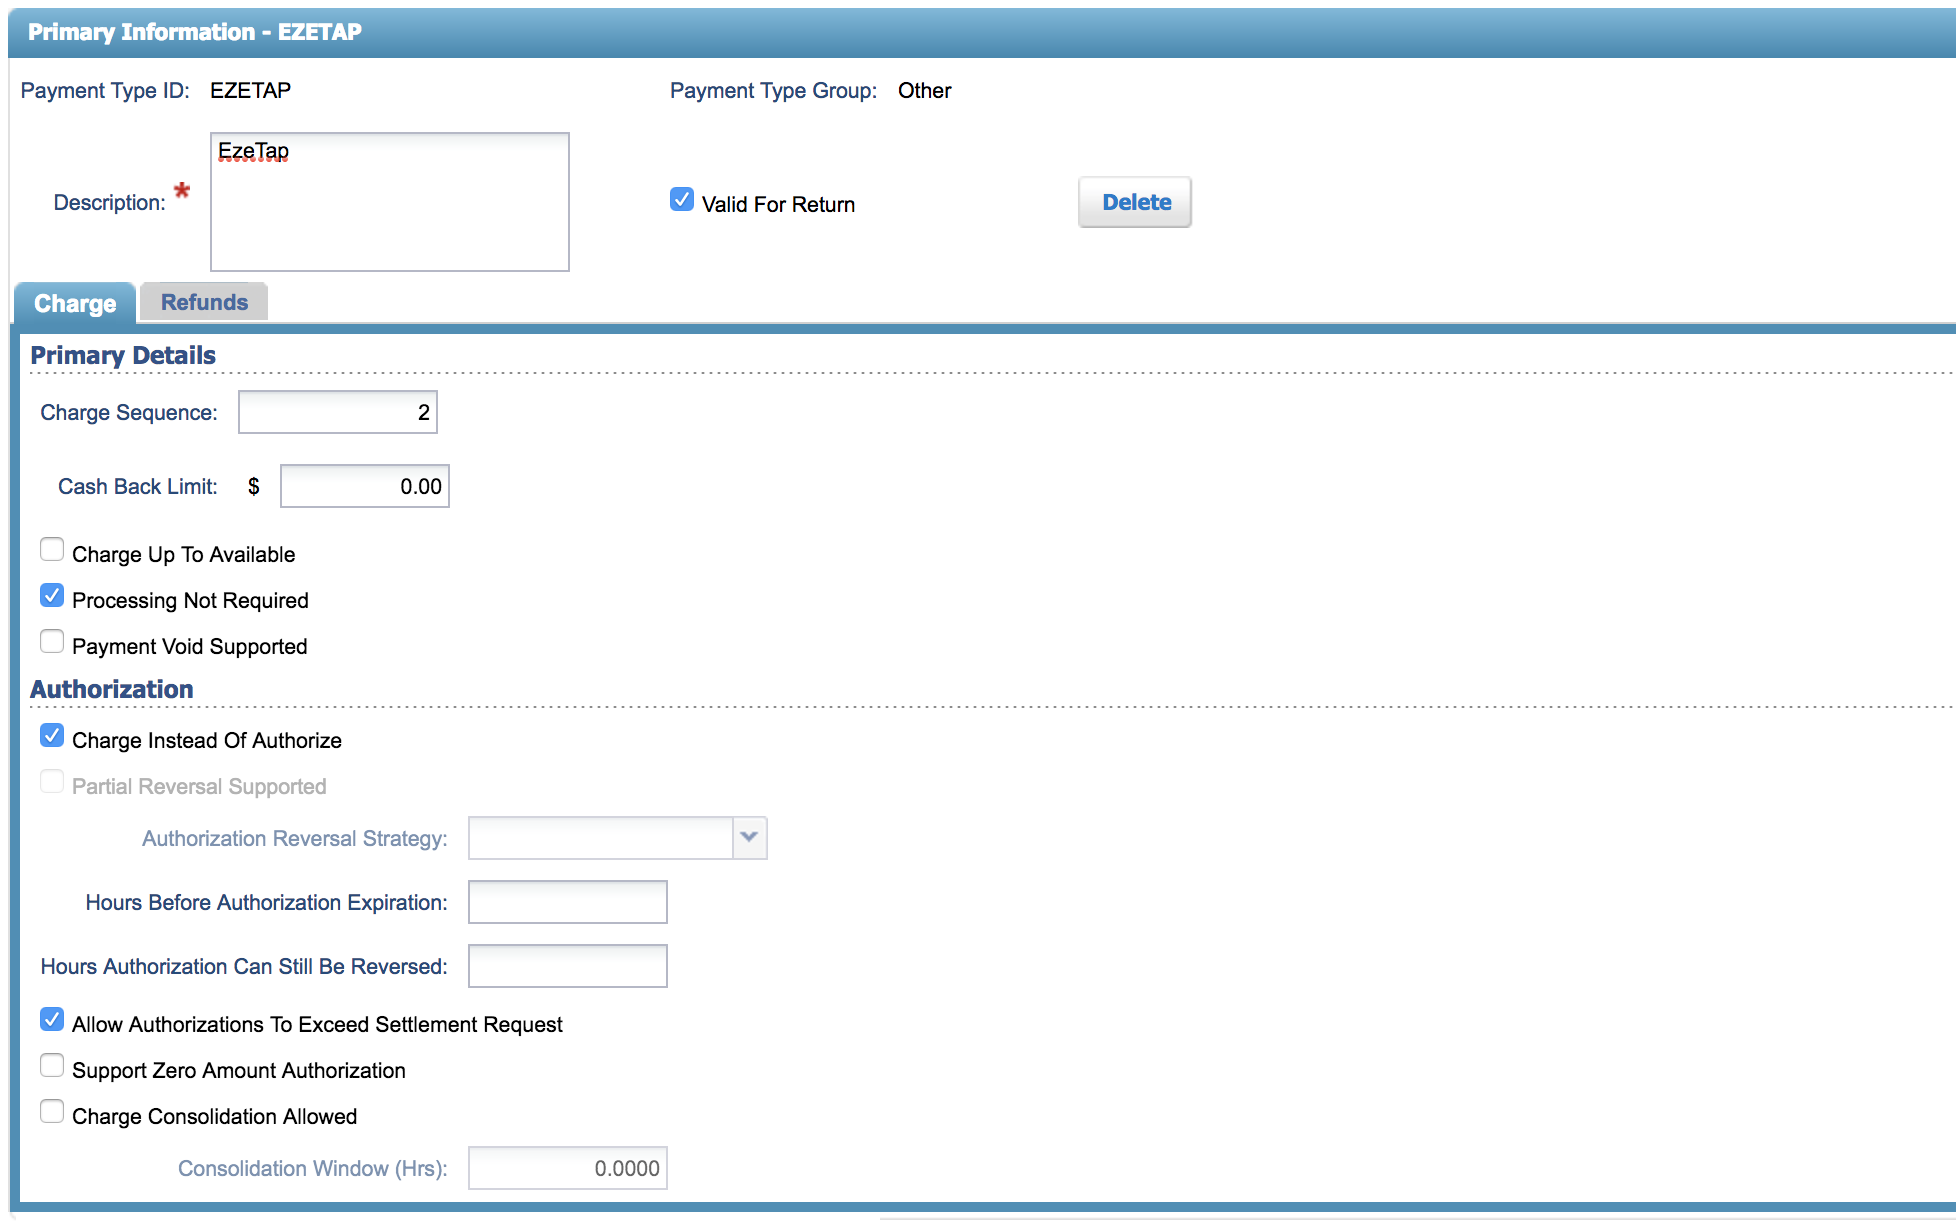 Primary Information - EZETAP
Payment Type ID: EZETAP Payment Type Group: Other
EzeTap
Description: * Valid For Return Delete
Charge Refunds
Primary Details
Charge Sequence: 2
Cash Back Limit: $ 0.00
Charge Up To Available
Processing Not Required
Payment Void Supported
Authorization
Charge Instead Of Authorize
Partial Reversal Supported
Authorization Reversal Strategy:
Hours Before Authorization Expiration:
Hours Authorization Can Still Be Reversed:
Allow Authorizations To Exceed Settlement Request
Support Zero Amount Authorization
Charge Consolidation Allowed
Consolidation Window (Hrs): 0.0000